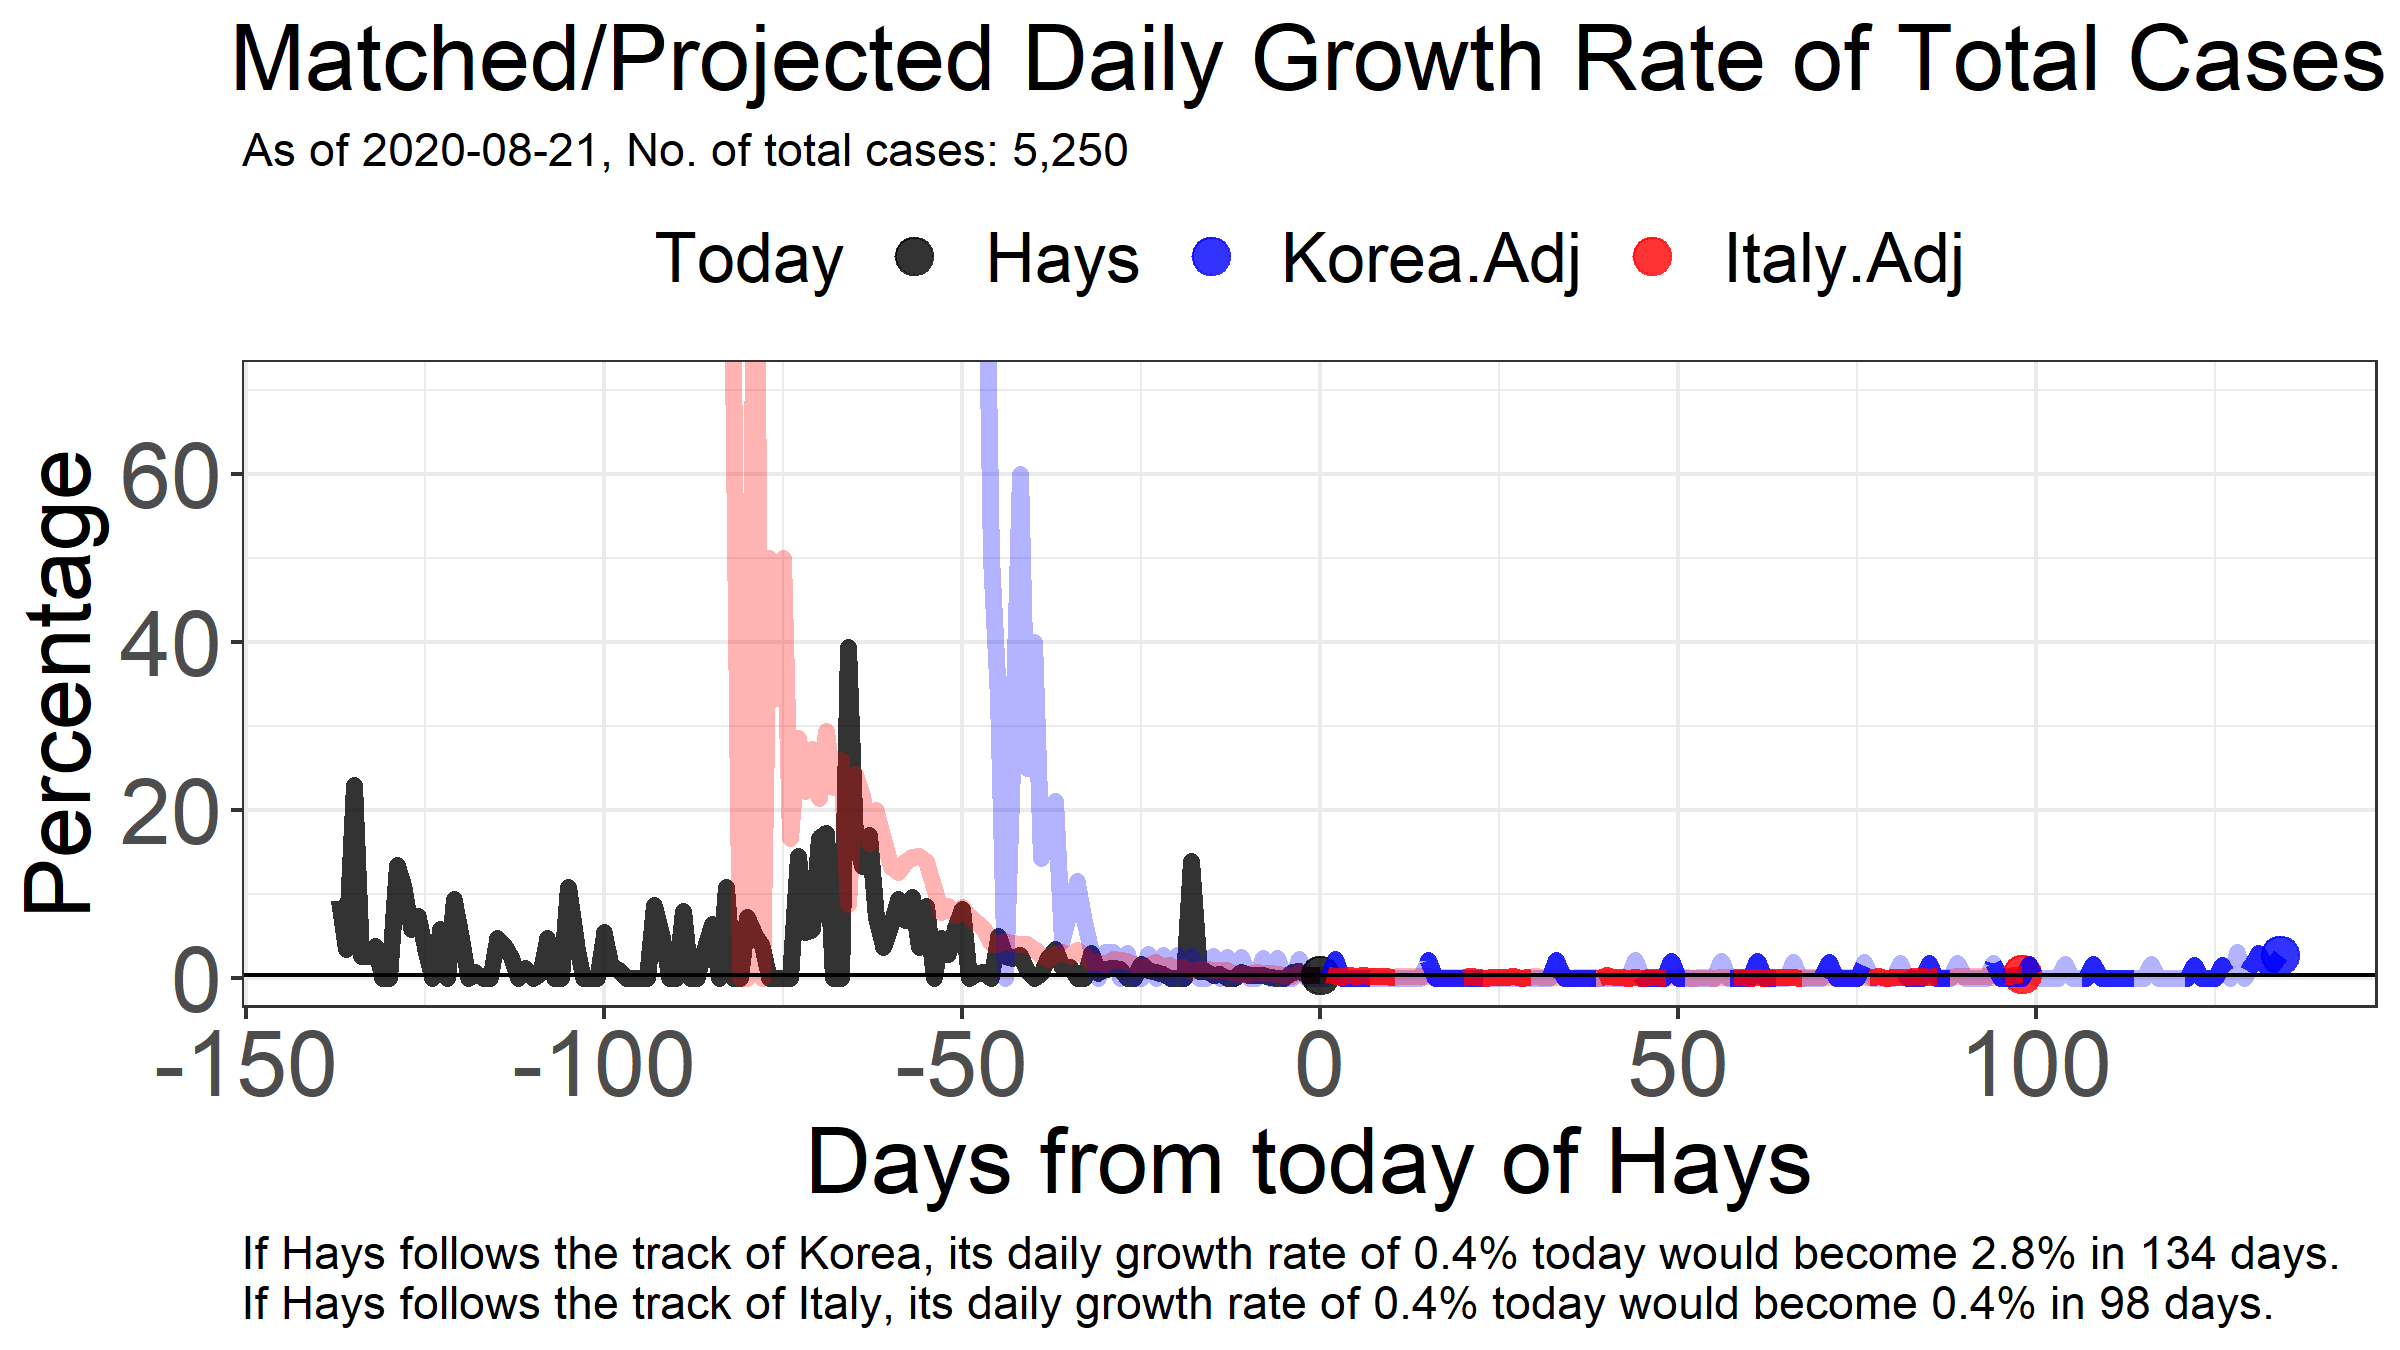 Matched/Projected Daily Growth Rate of Total Cases
As of 2020-08-21, No. of total cases: 5,250
Today Hays Korea.Adj Italy.Adj
Percentage
60
40
20
0
-150 -100 -50 0 50 100
Days from today of Hays
If Hays follows the track of Korea, its daily growth rate of 0.4% today would become 2.8% in 134 days.
If Hays follows the track of Italy, its daily growth rate of 0.4% today would become 0.4% in 98 days.